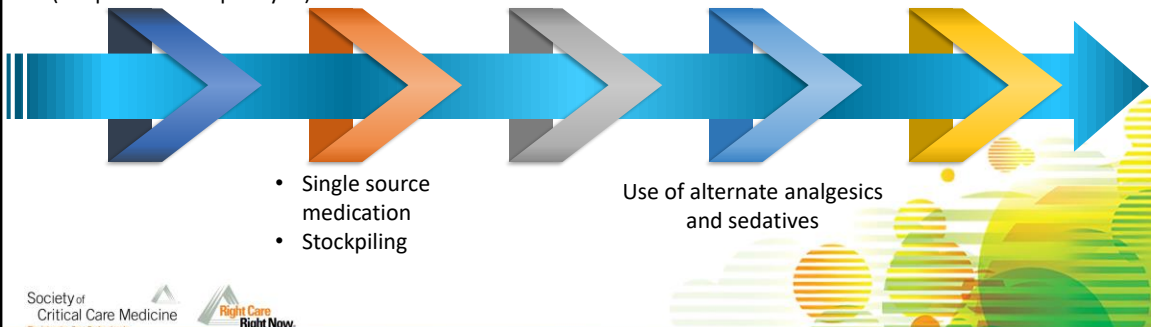 • Single source
medication
• Stockpiling
Use of alternate analgesics
and sedatives
Society of
Critical Care Medicine
Right Care
Right Now